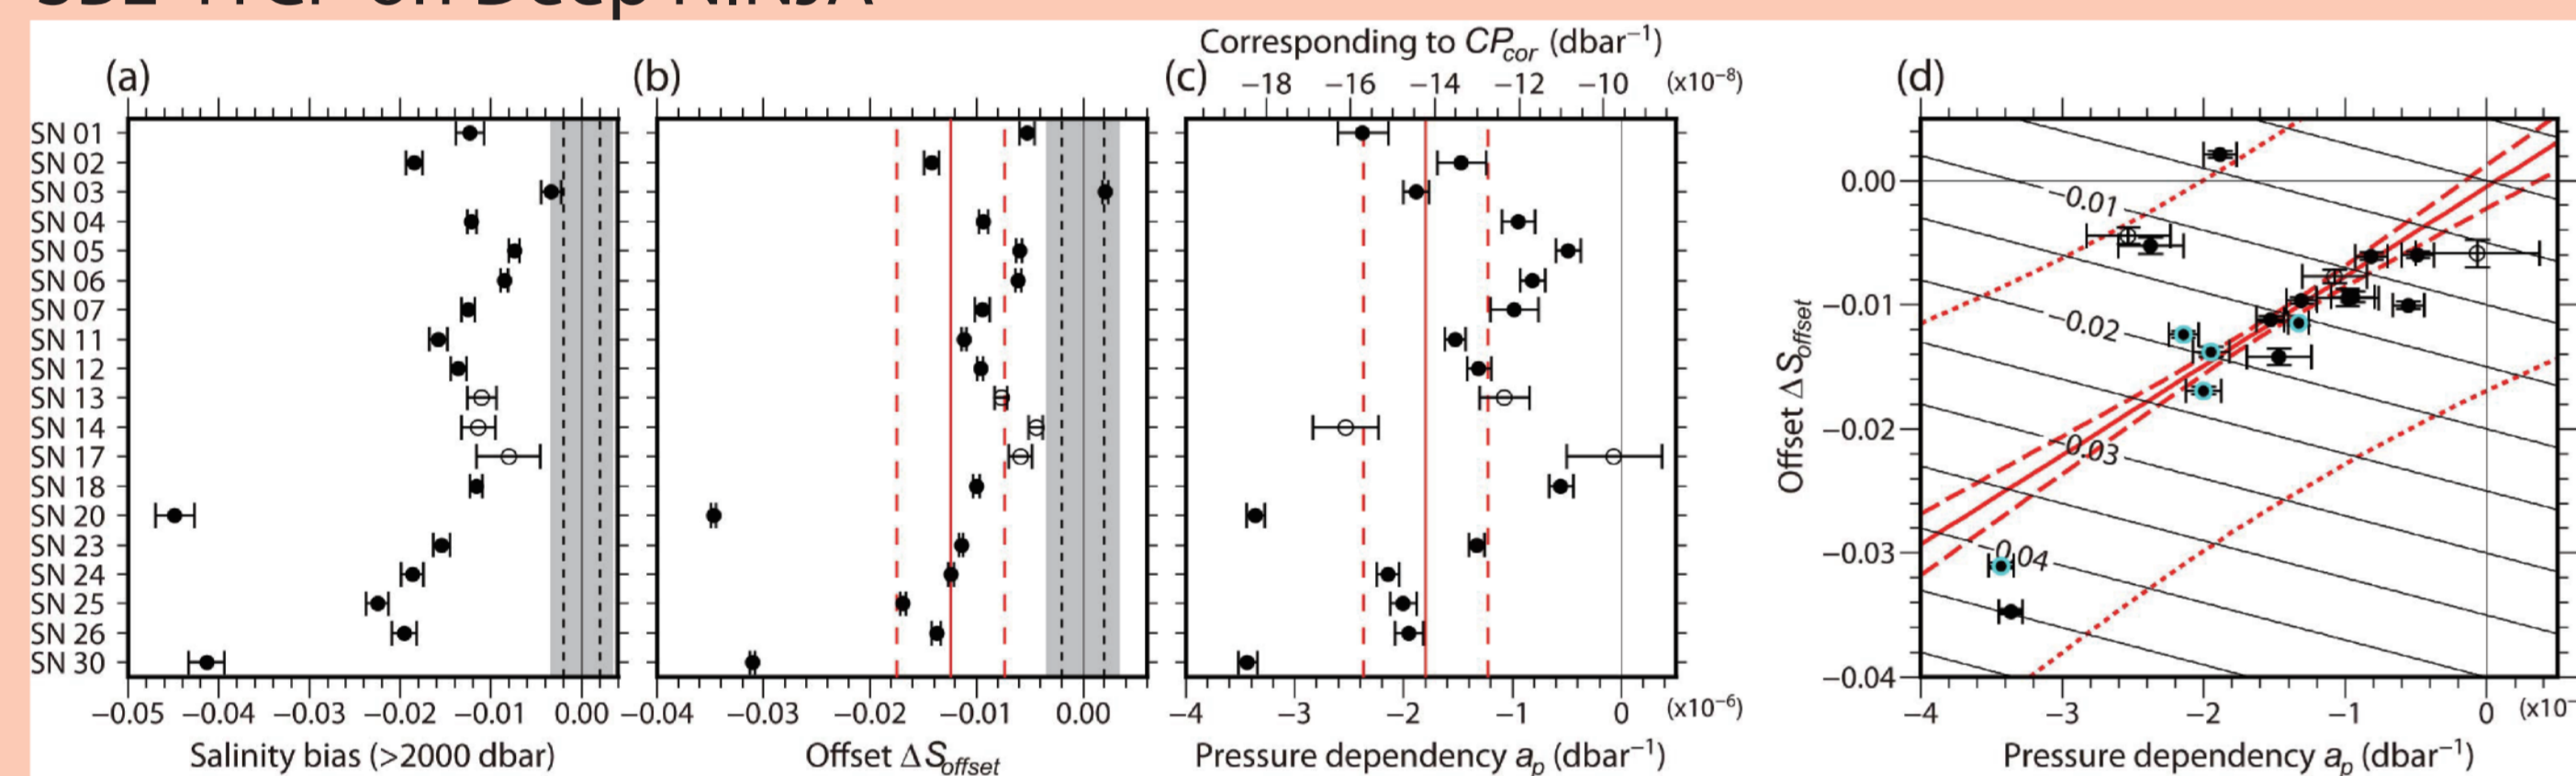 SBE-41CP on Deep NINJA
Corresponding to CPcor (dbar−1)
(a)
(b)
(c)
−18 −16 −14 −12 −10 (x10−8)
(d)
SN 01
SN 02
SN 03
SN 04
SN 05
SN 06
SN 07
SN 11
SN 12
SN 13
SN 14
SN 17
SN 18
SN 20
SN 23
SN 24
SN 25
SN 26
SN 30
−0.05 −0.04 −0.03 −0.02 −0.01 0.00
Salinity bias (>2000 dbar)
−0.04 −0.03 −0.02 −0.01 0.00
Offset ΔSoffset
−4 −3 −2 −1 0 (x10−6)
Pressure dependency ap (dbar−1)
Offset ΔSoffset
0.00
−0.01
−0.02
−0.03
−0.04
−0.01
−0.02
−0.03
−0.04
−4 −3 −2 −1 0 (x10−
Pressure dependency ap (dbar−1)